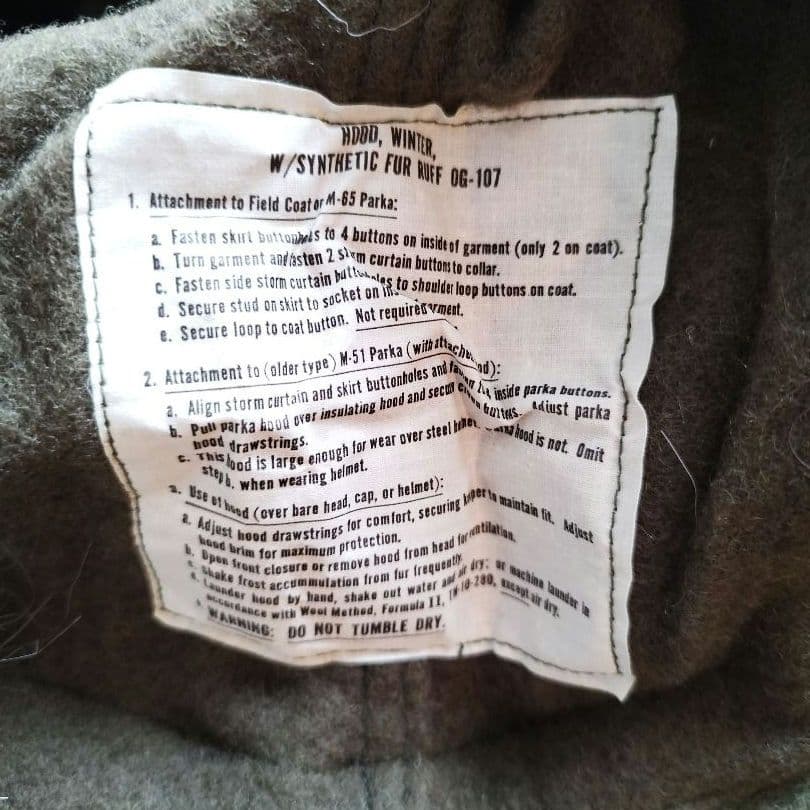 HOOD, WINTER,
W/SYNTHETIC FUR RUFF OG-107
1. Attachment to Field Coat or M-65 Parka:
a. Fasten skirt buttonholes to 4 buttons on inside of garment (only 2 on coat).
b. Turn garment and fasten 2 storm curtain buttons to collar.
c. Fasten side storm curtain buttonholes to shoulder loop buttons on coat.
d. Secure stud on skirt to socket on
e. Secure loop to coat button. Not required
2. Attachment to (older type) M-51 Parka (with attached hood):
a. Align storm curtain and skirt buttonholes and inside parka buttons.
b. Pull parka hood over insulating hood and secure buttons. Adjust parka
hood drawstrings.
c. This hood is large enough for wear over steel helmet, hood is not. Omit
step b. when wearing helmet.
Use of hood (over bare head, cap, or helmet):
a. Adjust hood drawstrings for comfort, securing to maintain fit. Adjust
hood brim for maximum protection.
b. Open front closure or remove hood from head for ventilation.
Shake frost accummulation from fur frequently.
Launder hood by hand, shake out water and air dry; or machine launder in
accordance with Wool Method, Formula II, 10-280, except air dry.
WARNING: DO NOT TUMBLE DRY.